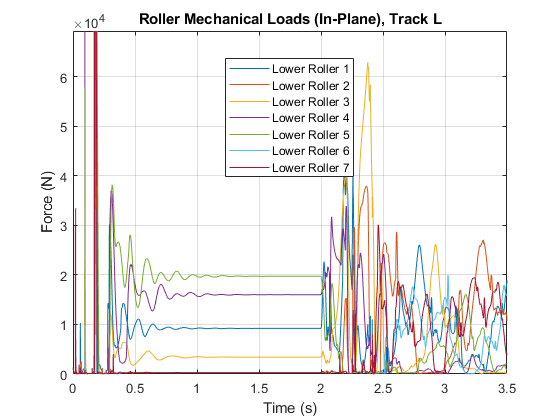 Roller Mechanical Loads (In-Plane), Track L
×10⁴
Lower Roller 1
Lower Roller 2
Lower Roller 3
Lower Roller 4
Lower Roller 5
Lower Roller 6
Lower Roller 7
Force (N)
6
5
4
3
2
1
0
0 0.5 1 1.5 2 2.5 3 3.5
Time (s)